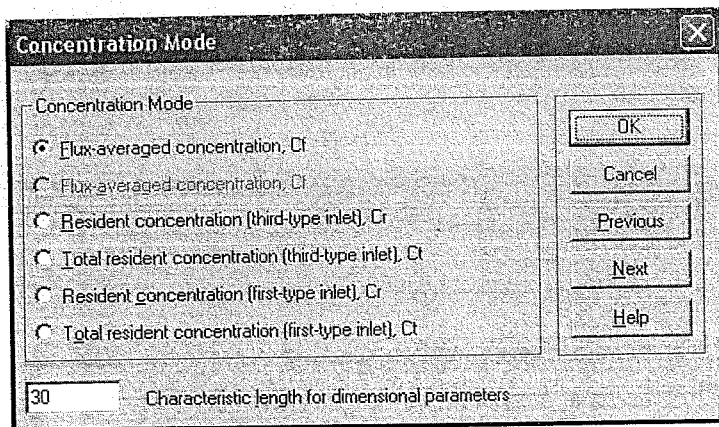 Concentration Mode
Concentration Mode
Flux-averaged concentration, Cf
Flux-averaged concentration, Cf
Resident concentration (third-type inlet), Cr
Total resident concentration (third-type inlet), Ct
Resident concentration (first-type inlet), Cr
Total resident concentration (first-type inlet), Ct
OK
Cancel
Previous
Next
Help
30 Characteristic length for dimensional parameters